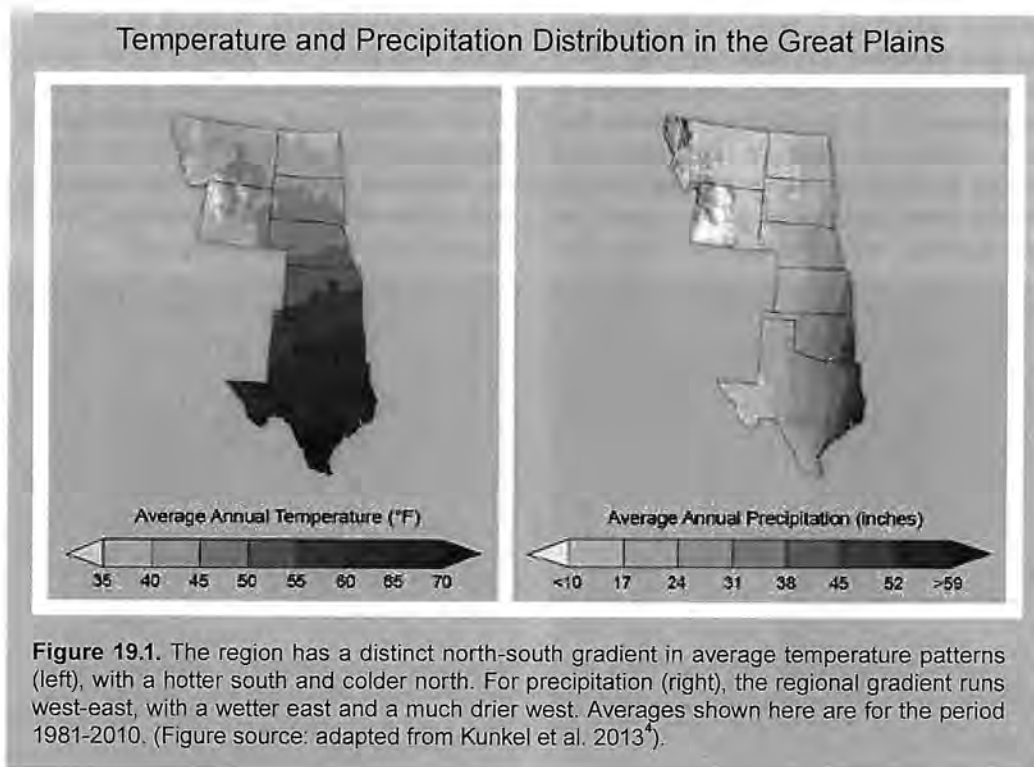 Temperature and Precipitation Distribution in the Great Plains
Average Annual Temperature (°F)
35 40 45 50 55 60 65 70
Average Annual Precipitation (inches)
<10 17 24 31 38 45 52 >59
Figure 19.1. The region has a distinct north-south gradient in average temperature patterns
(left), with a hotter south and colder north. For precipitation (right), the regional gradient runs
west-east, with a wetter east and a much drier west. Averages shown here are for the period
1981-2010. (Figure source: adapted from Kunkel et al. 2013⁴).